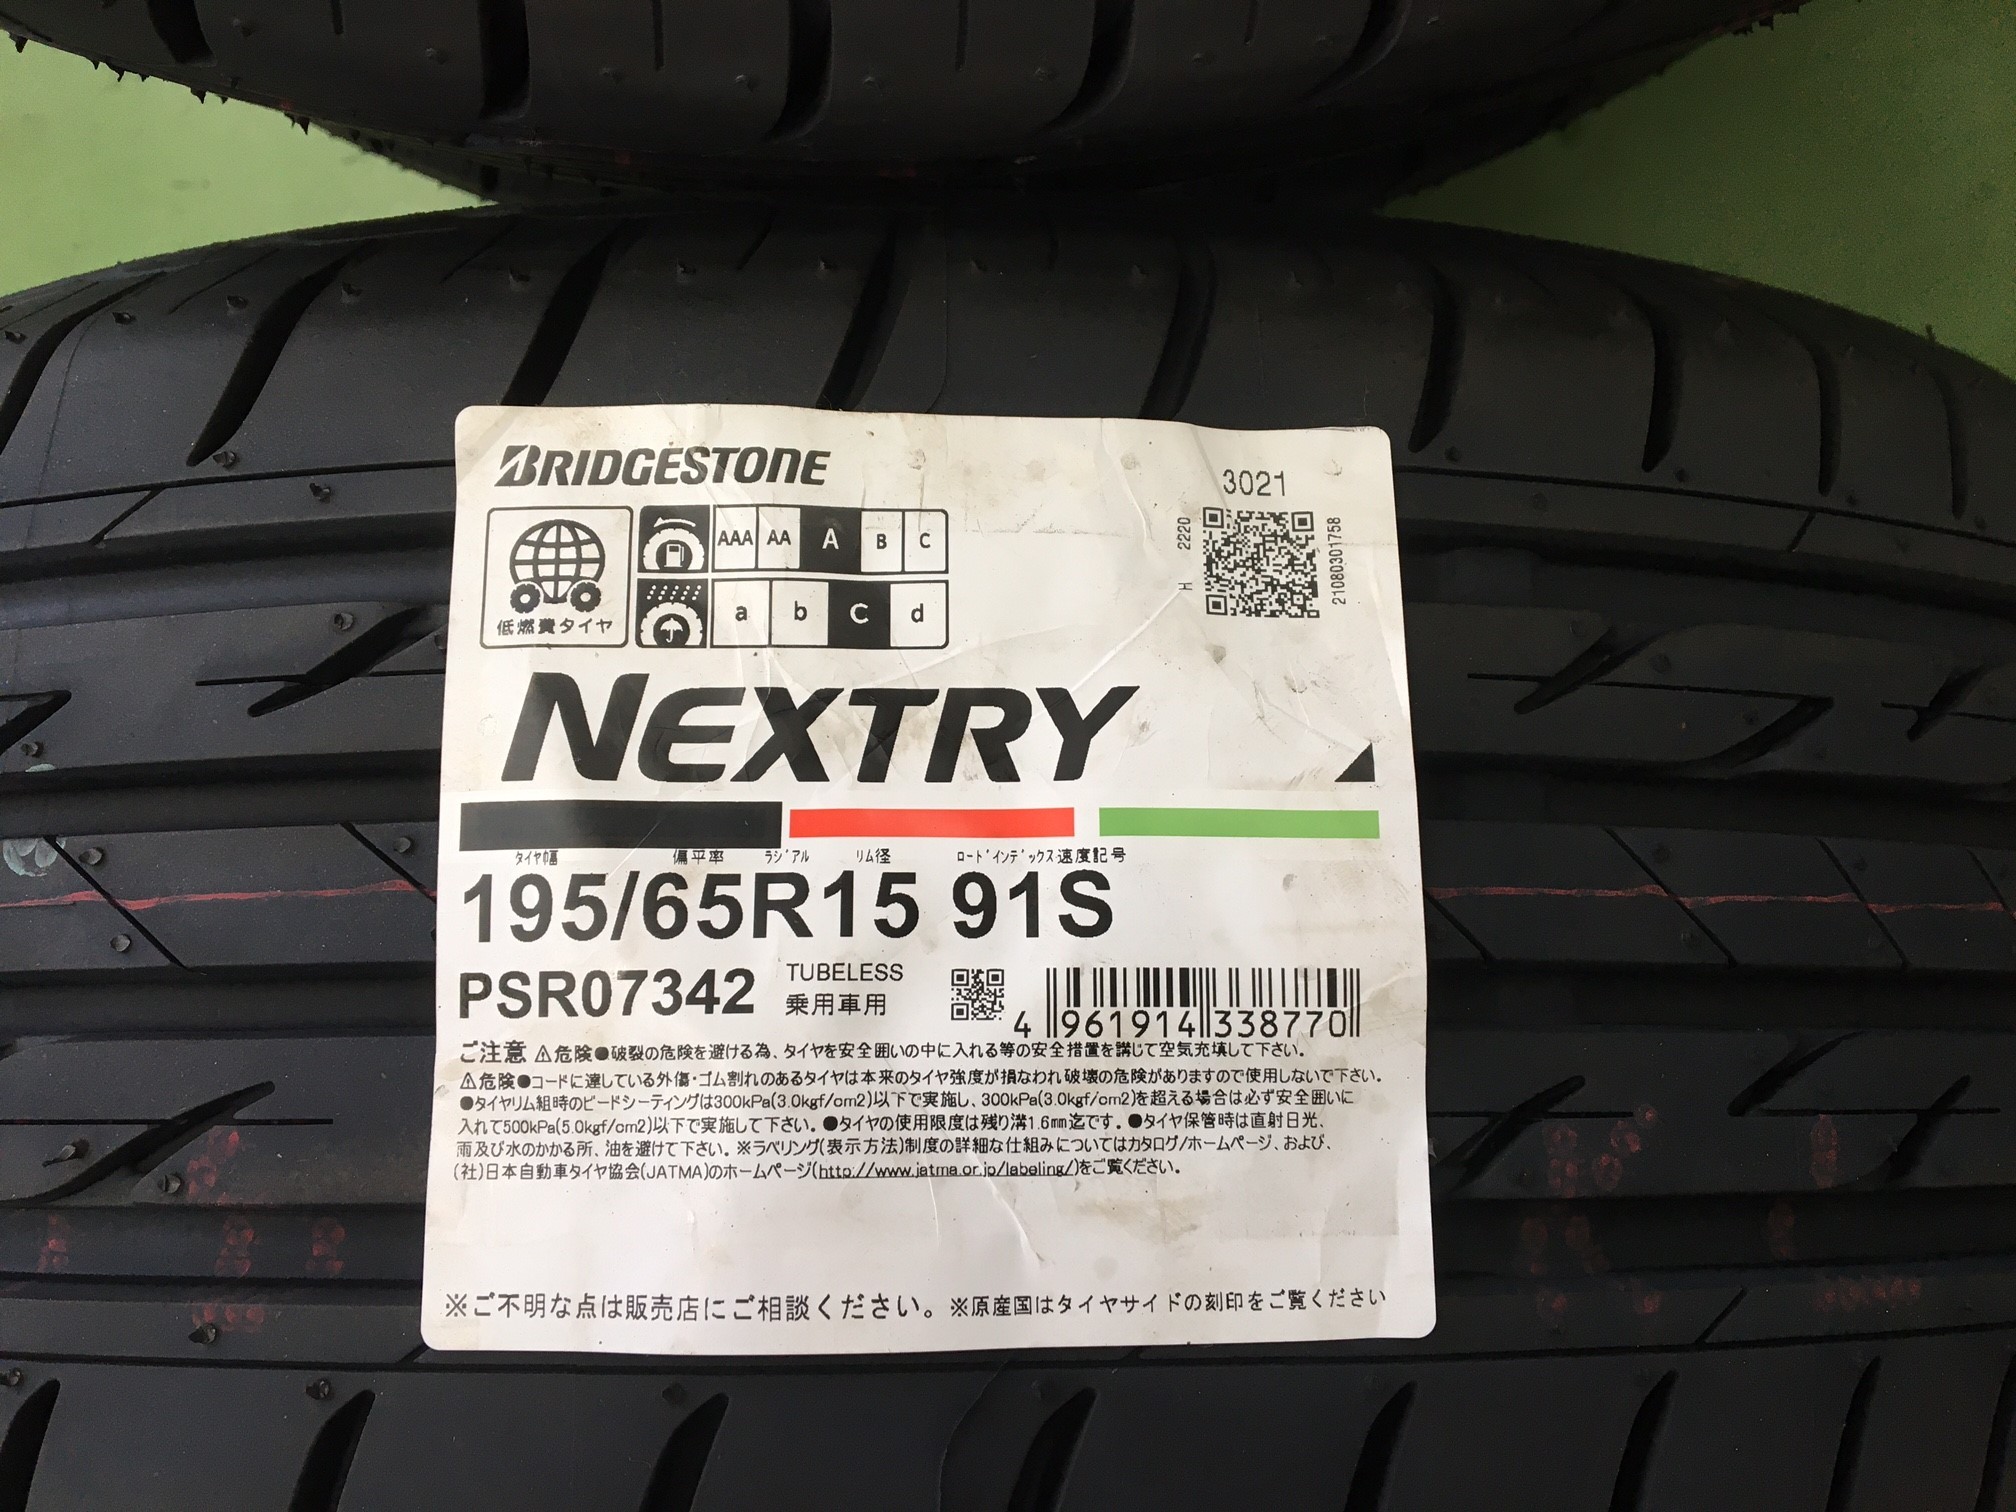 BRIDGESTONE
3021
低燃費タイヤ
AAA AA A B C
a b c d
H 2220
21080301758
NEXTRY
タイヤ幅 偏平率 ラジアル リム径 ロードインデックス 速度記号
195/65R15 91S
PSR07342 TUBELESS
乗用車用
4 961914 338770
ご注意 ⚠危険●破裂の危険を避ける為、タイヤを安全囲いの中に入れる等の安全措置を講じて空気充填して下さい。
⚠危険●コードに達している外傷・ゴム割れのあるタイヤは本来のタイヤ強度が損なわれ破壊の危険がありますので使用しないで下さい。
●タイヤリム組時のビードシーティングは300kPa(3.0kgf/cm2)以下で実施し、300kPa(3.0kgf/cm2)を超える場合は必ず安全囲いに
入れて500kPa(5.0kgf/cm2)以下で実施して下さい。●タイヤの使用限度は残り溝1.6mm迄です。●タイヤ保管時は直射日光、
雨及び水のかかる所、油を避けて下さい。※ラベリング(表示方法)制度の詳細な仕組みについてはカタログ/ホームページ、および、
(社)日本自動車タイヤ協会(JATMA)のホームページ(http://www.jatma.or.jp/labeling/)をご覧ください。
※ご不明な点は販売店にご相談ください。※原産国はタイヤサイドの刻印をご覧ください